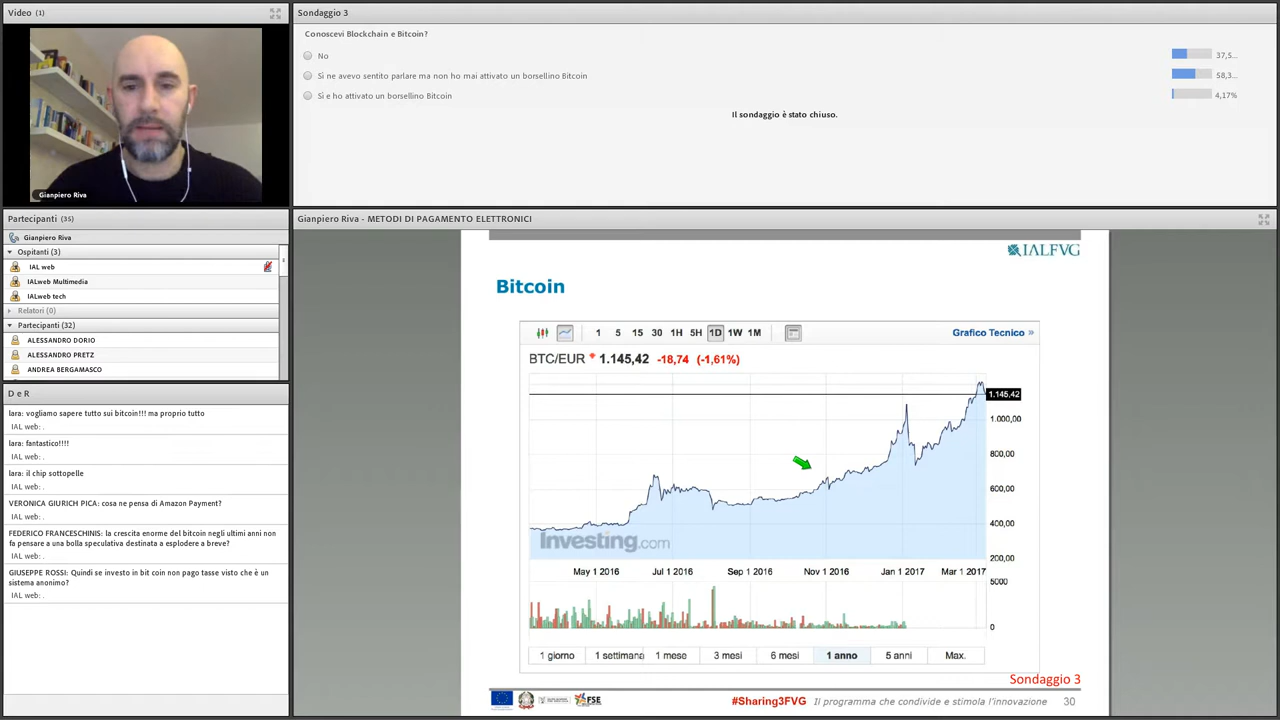 Video (1)
Gianpiero Riva
Sondaggio 3
Conoscevi Blockchain e Bitcoin?
No
37,5...
Sì ne avevo sentito parlare ma non ho mai attivato un borsellino Bitcoin
58,3...
Sì e ho attivato un borsellino Bitcoin
4,17%
Il sondaggio è stato chiuso.
Partecipanti (35)
Gianpiero Riva
Ospitanti (3)
IAL web
IALweb Multimedia
IALweb tech
Relatori (0)
Partecipanti (32)
ALESSANDRO DORIO
ALESSANDRO PRETZ
ANDREA BERGAMASCO
D e R
lara: vogliamo sapere tutto sui bitcoin!!! ma proprio tutto
IAL web: .
lara: fantastico!!!!
IAL web: .
lara: il chip sottopelle
IAL web: .
VERONICA GIURICH PICA: cosa ne pensa di Amazon Payment?
IAL web: .
FEDERICO FRANCESCHINIS: la crescita enorme del bitcoin negli ultimi anni non
fa pensare a una bolla speculativa destinata a esplodere a breve?
IAL web: .
GIUSEPPE ROSSI: Quindi se investo in bit coin non pago tasse visto che è un
sistema anonimo?
IAL web: .
Gianpiero Riva - METODI DI PAGAMENTO ELETTRONICI
IALFVG
Bitcoin
1 5 15 30 1H 5H 1D 1W 1M
Grafico Tecnico »
BTC/EUR 1.145,42 -18,74 (-1,61%)
1.145,42
1.000,00
800,00
600,00
400,00
200,00
Investing.com
May 1 2016 Jul 1 2016 Sep 1 2016 Nov 1 2016 Jan 1 2017 Mar 1 2017
5000
0
1 giorno 1 settimana 1 mese 3 mesi 6 mesi 1 anno 5 anni Max.
Sondaggio 3
FSE
#Sharing3FVG Il programma che condivide e stimola l'innovazione 30